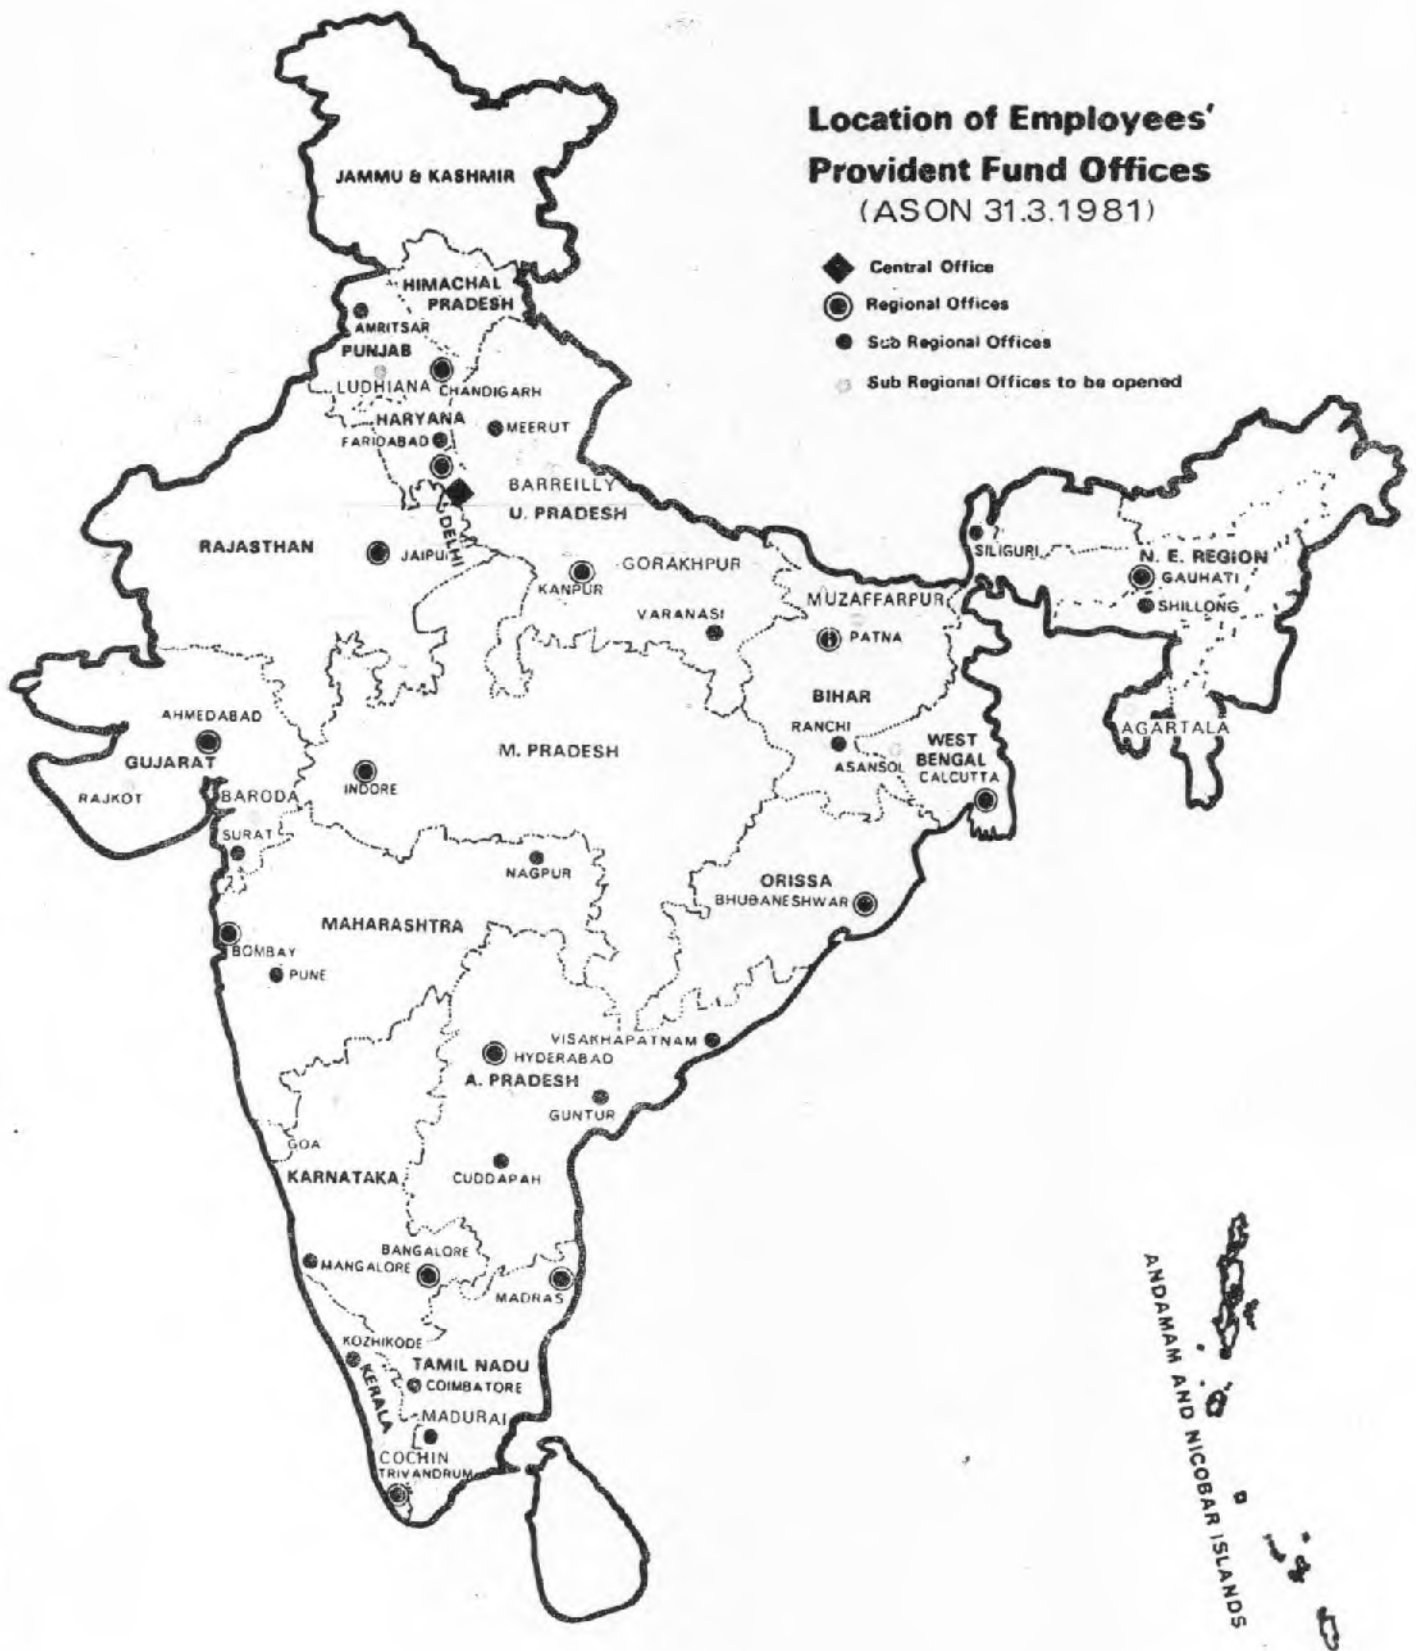 Location of Employees'
Provident Fund Offices
(AS ON 31.3.1981)
Central Office
Regional Offices
Sub Regional Offices
Sub Regional Offices to be opened
JAMMU & KASHMIR
HIMACHAL
PRADESH
AMRITSAR
PUNJAB
LUDHIANA
CHANDIGARH
HARYANA
FARIDABAD
MEERUT
BARREILLY
U. PRADESH
DELHI
RAJASTHAN
JAIPUR
KANPUR
GORAKHPUR
VARANASI
MUZAFFARPUR
PATNA
SILIGURI
N. E. REGION
GAUHATI
SHILLONG
AGARTALA
BIHAR
RANCHI
ASANSOL
WEST
BENGAL
CALCUTTA
AHMEDABAD
GUJARAT
RAJKOT
BARODA
SURAT
M. PRADESH
INDORE
NAGPUR
ORISSA
BHUBANESHWAR
MAHARASHTRA
BOMBAY
PUNE
VISAKHAPATNAM
HYDERABAD
A. PRADESH
GUNTUR
GOA
KARNATAKA
CUDDAPAH
BANGALORE
MANGALORE
MADRAS
KOZHIKODE
KERALA
TAMIL NADU
COIMBATORE
MADURAI
COCHIN
TRIVANDRUM
ANDAMAM AND NICOBAR ISLANDS